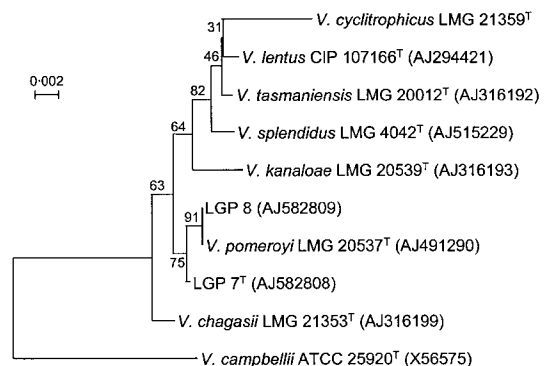 V. cyclitrophicus LMG 21359ᵀ
31
46
V. lentus CIP 107166ᵀ (AJ294421)
0·002
82
V. tasmaniensis LMG 20012ᵀ (AJ316192)
64
V. splendidus LMG 4042ᵀ (AJ515229)
V. kanaloae LMG 20539ᵀ (AJ316193)
63
91
LGP 8 (AJ582809)
V. pomeroyi LMG 20537ᵀ (AJ491290)
75
LGP 7ᵀ (AJ582808)
V. chagasii LMG 21353ᵀ (AJ316199)
V. campbellii ATCC 25920ᵀ (X56575)